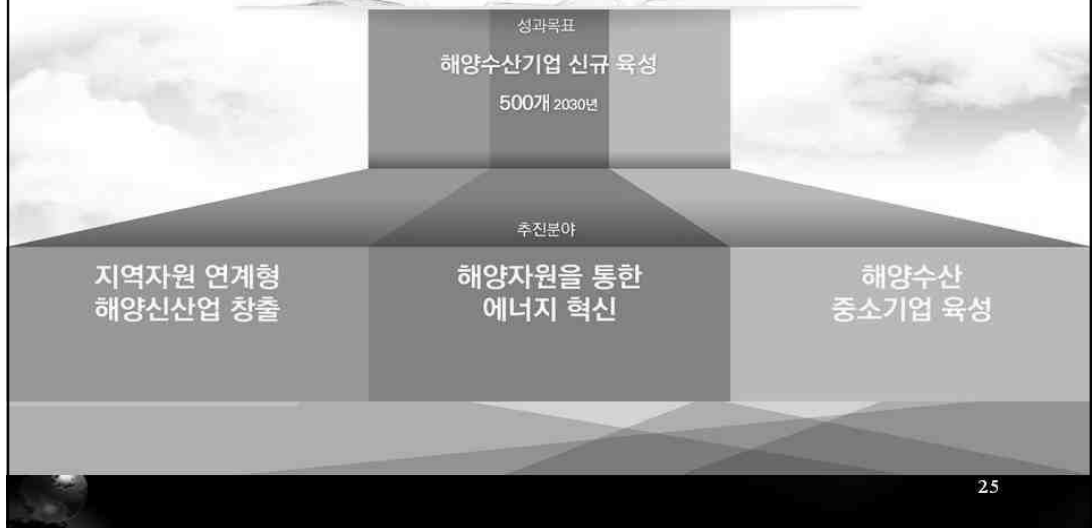 성과목표
해양수산기업 신규 육성
500개 2030년
추진분야
지역자원 연계형
해양신산업 창출
해양자원을 통한
에너지 혁신
해양수산
중소기업 육성
25